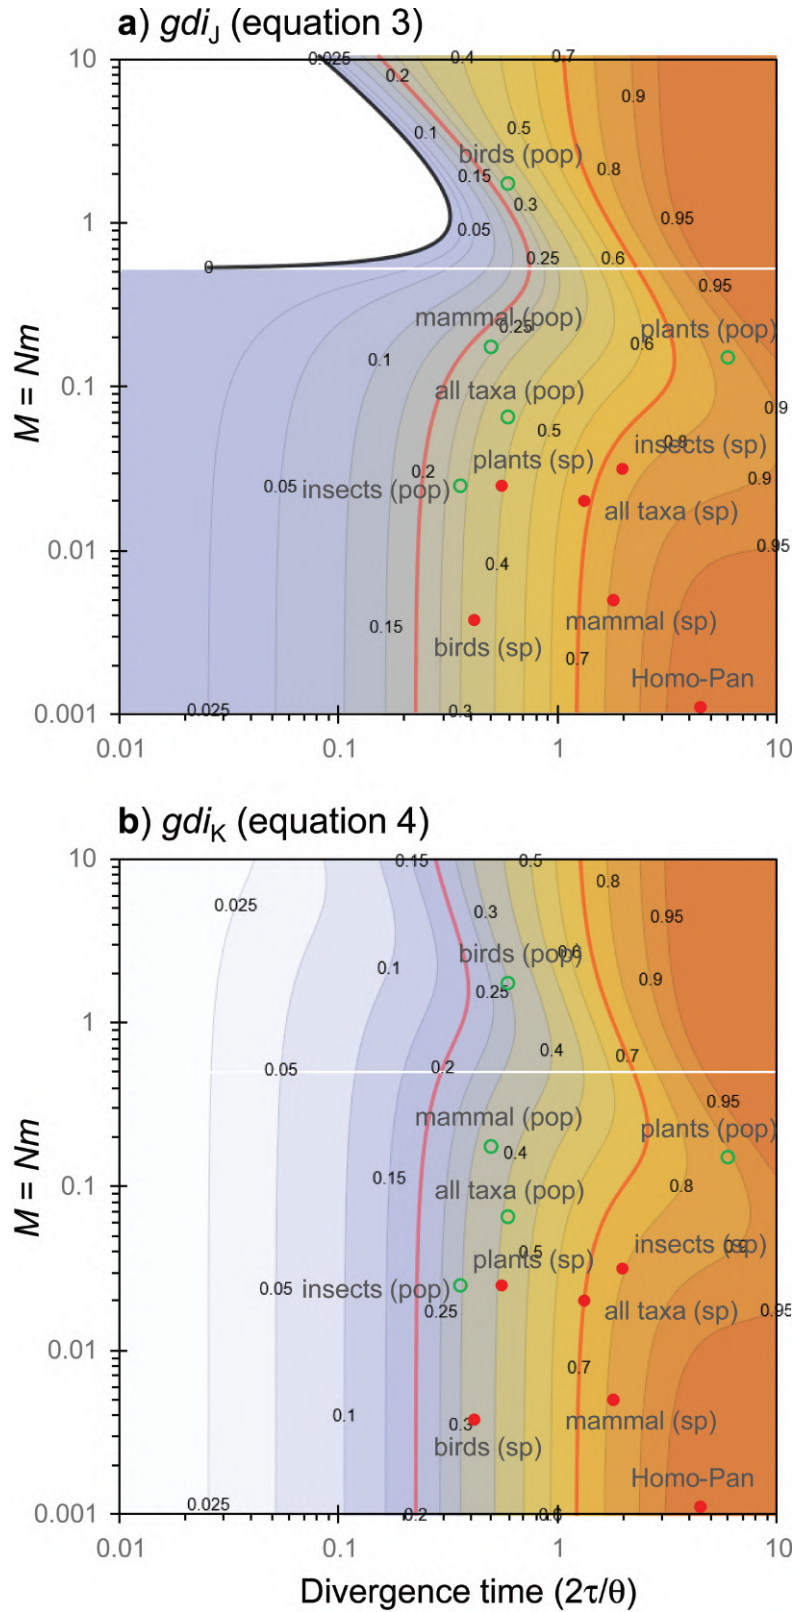 a) gdiJ (equation 3)
10
0.025
0.4
0.7
0.2
0.9
0.1
0.5
birds (pop)
0.8
0.15
0.3
0.95
1
0.05
0
0.25
0.6
0.95
mammal (pop)
0.25
plants (pop)
0.6
0.1
0.1
all taxa (pop)
0.9
0.5
0.8
insects (sp)
0.2
plants (sp)
0.05
insects (pop)
0.9
all taxa (sp)
0.01
0.95
0.4
0.15
mammal (sp)
birds (sp)
0.7
Homo-Pan
0.001
0.025
0.3
0.01
0.1
1
10
M = Nm
b) gdiK (equation 4)
10
0.15
0.5
0.8
0.025
0.3
0.95
birds (pop)
0.6
0.1
0.9
0.25
1
0.4
0.7
0.05
0.2
0.95
mammal (pop)
plants (pop)
0.4
0.15
0.8
0.1
all taxa (pop)
insects (sp)
0.9
0.5
plants (sp)
0.05
insects (pop)
0.25
all taxa (sp)
0.95
0.01
0.7
0.1
0.3
mammal (sp)
birds (sp)
Homo-Pan
0.025
0.001
0.2
0.6
0.01
0.1
1
10
M = Nm
Divergence time (2τ/θ)